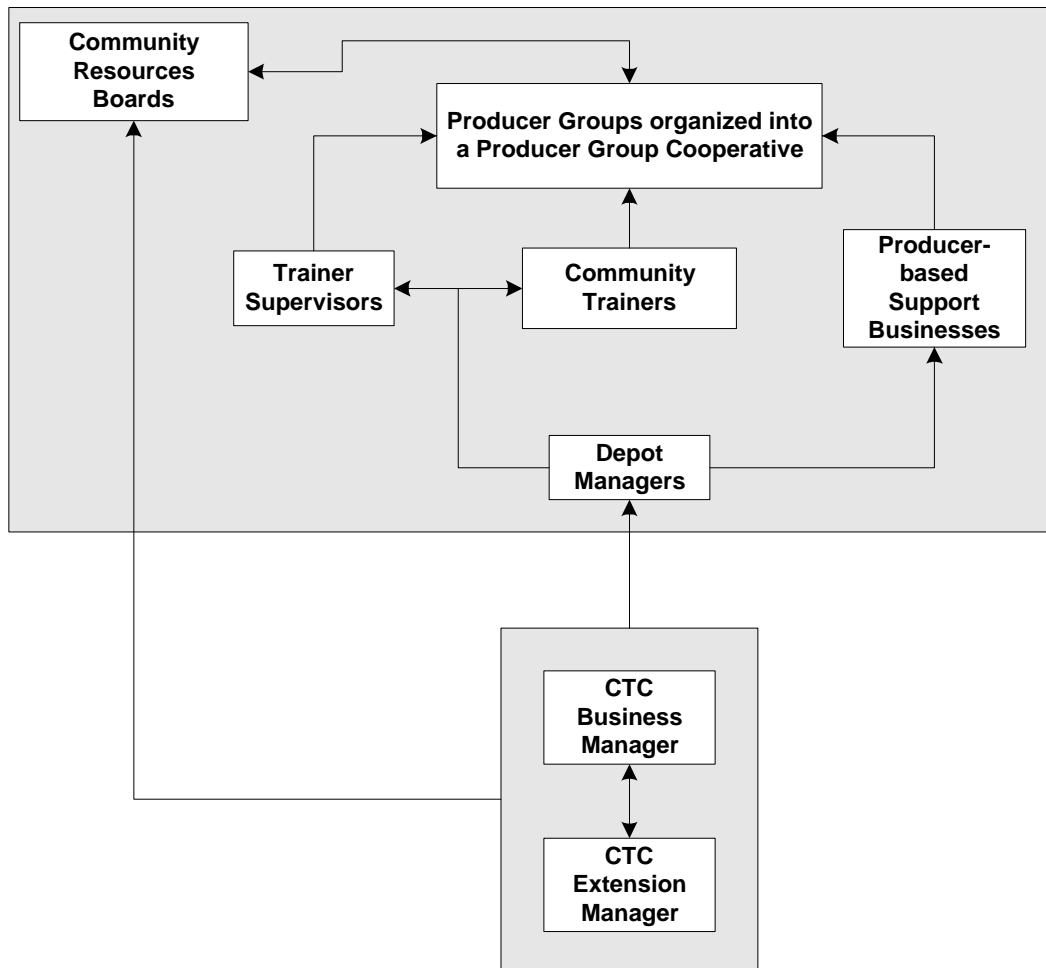 Community
Resources
Boards
Producer Groups organized into
a Producer Group Cooperative
Trainer
Supervisors
Community
Trainers
Producer-
based
Support
Businesses
Depot
Managers
CTC
Business
Manager
CTC
Extension
Manager